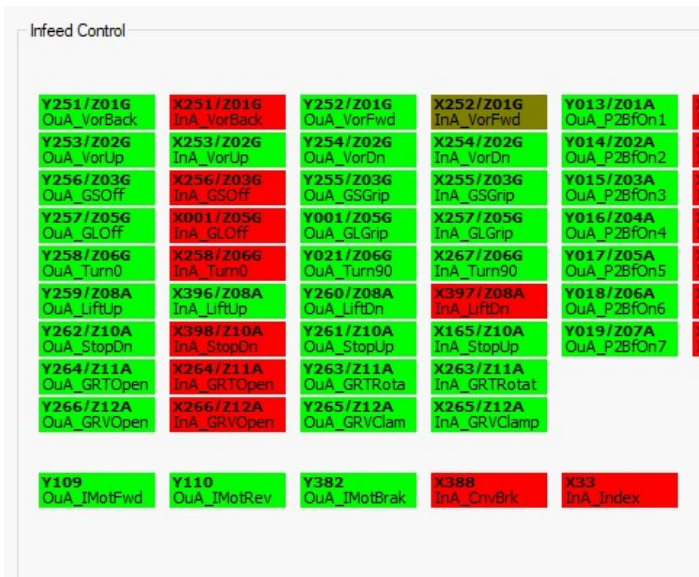 Infeed Control
Y251/Z01G X251/Z01G Y252/Z01G X252/Z01G Y013/Z01A
OuA_VorBack InA_VorBack OuA_VorFwd InA_VorFwd OuA_P2BfOn1
Y253/Z02G X253/Z02G Y254/Z02G X254/Z02G Y014/Z02A
OuA_VorUp InA_VorUp OuA_VorDn InA_VorDn OuA_P2BfOn2
Y256/Z03G X256/Z03G Y255/Z03G X255/Z03G Y015/Z03A
OuA_GSOff InA_GSOff OuA_GSGrip InA_GSGrip OuA_P2BfOn3
Y257/Z05G X001/Z05G Y001/Z05G X257/Z05G Y016/Z04A
OuA_GLOff InA_GLOff OuA_GLGrip InA_GLGrip OuA_P2BfOn4
Y258/Z06G X258/Z06G Y021/Z06G X267/Z06G Y017/Z05A
OuA_Turn0 InA_Turn0 OuA_Turn90 InA_Turn90 OuA_P2BfOn5
Y259/Z08A X396/Z08A Y260/Z08A X397/Z08A Y018/Z06A
OuA_LiftUp InA_LiftUp OuA_LiftDn InA_LiftDn OuA_P2BfOn6
Y262/Z10A X398/Z10A Y261/Z10A X165/Z10A Y019/Z07A
OuA_StopDn InA_StopDn OuA_StopUp InA_StopUp OuA_P2BfOn7
Y264/Z11A X264/Z11A Y263/Z11A X263/Z11A
OuA_GRTOpen InA_GRTOpen OuA_GRTRota InA_GRTRotat
Y266/Z12A X266/Z12A Y265/Z12A X265/Z12A
OuA_GRVOpen InA_GRVOpen OuA_GRVClam InA_GRVClamp
Y109 Y110 Y382 X388 X33
OuA_IMotFwd OuA_IMotRev OuA_IMotBrak InA_CnvBrk InA_Index